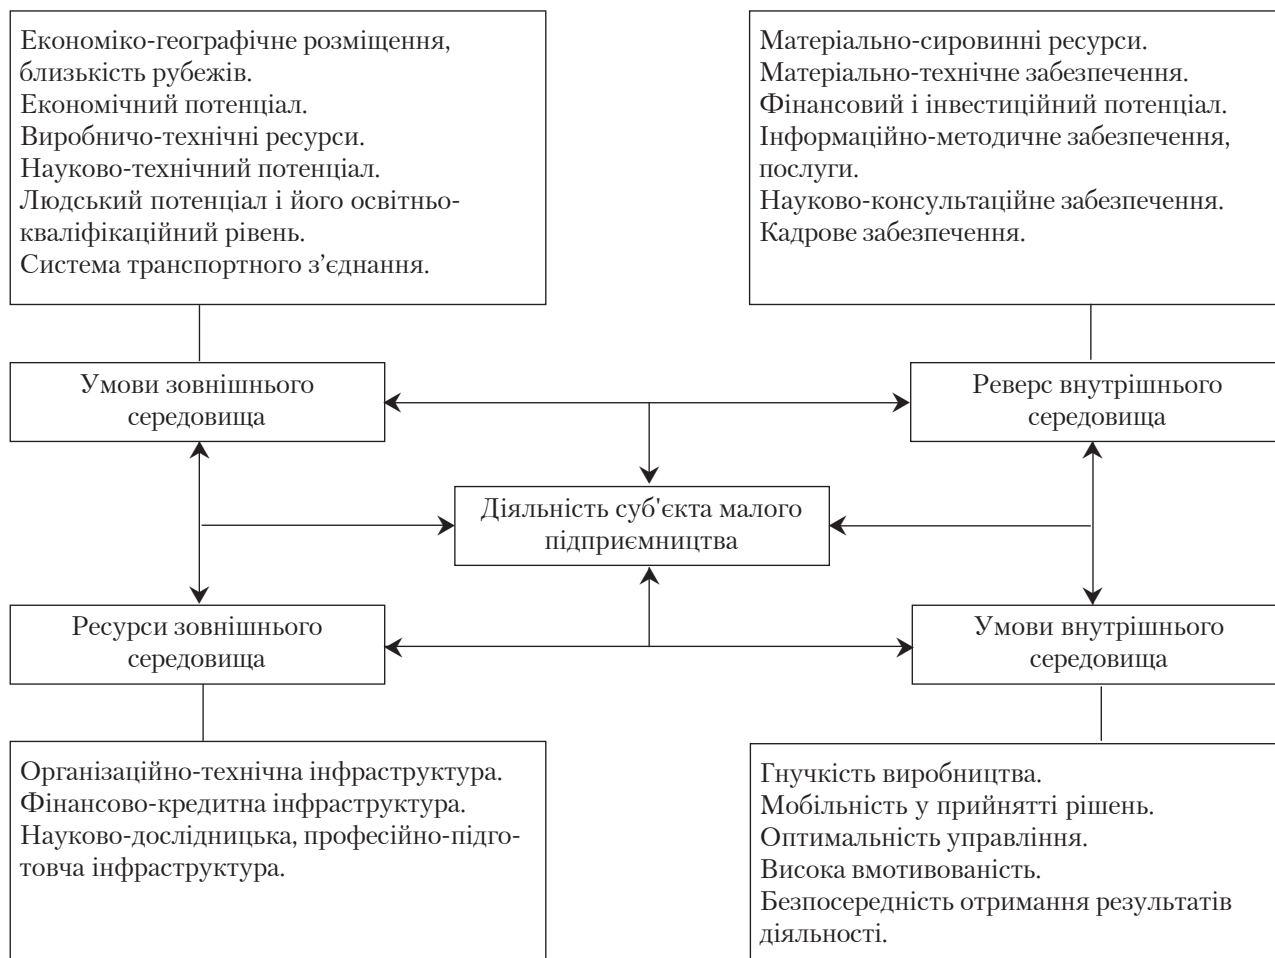 Економіко-географічне розміщення,
близькість рубежів.
Економічний потенціал.
Виробничо-технічні ресурси.
Науково-технічний потенціал.
Людський потенціал і його освітньо-
кваліфікаційний рівень.
Система транспортного з’єднання.
Матеріально-сировинні ресурси.
Матеріально-технічне забезпечення.
Фінансовий і інвестиційний потенціал.
Інформаційно-методичне забезпечення,
послуги.
Науково-консультаційне забезпечення.
Кадрове забезпечення.
Умови зовнішнього
середовища
Реверс внутрішнього
середовища
Діяльність суб'єкта малого
підприємництва
Ресурси зовнішнього
середовища
Умови внутрішнього
середовища
Організаційно-технічна інфраструктура.
Фінансово-кредитна інфраструктура.
Науково-дослідницька, професійно-підго-
товча інфраструктура.
Гнучкість виробництва.
Мобільність у прийнятті рішень.
Оптимальність управління.
Висока вмотивованість.
Безпосередність отримання результатів
діяльності.